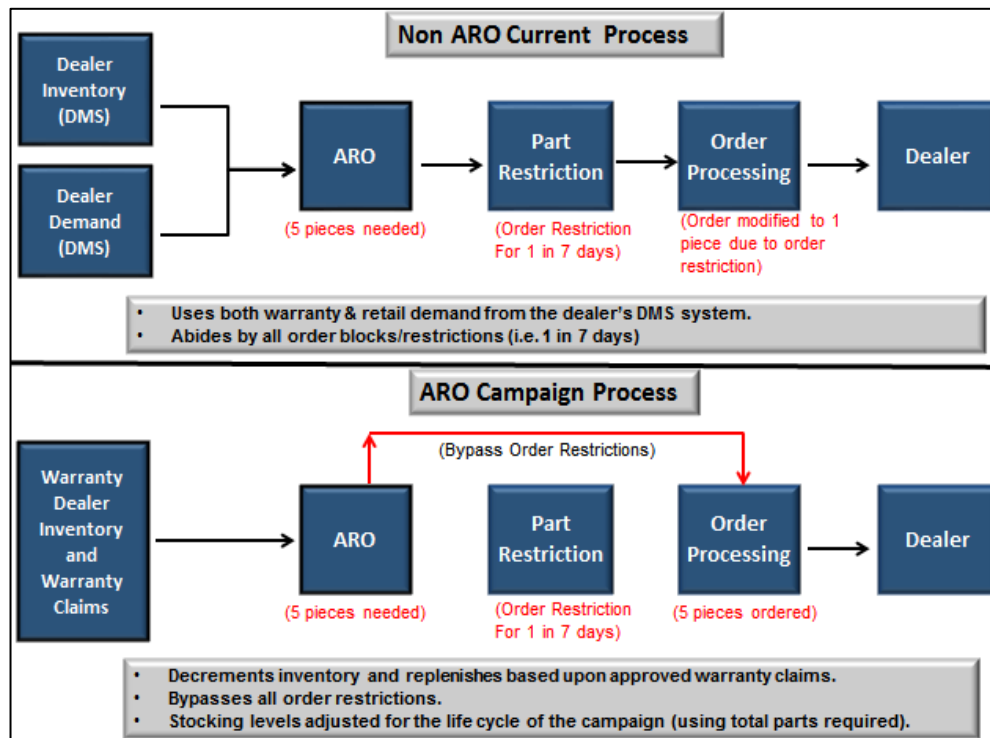 Non ARO Current Process
Dealer
Inventory
(DMS)
Dealer
Demand
(DMS)
ARO
(5 pieces needed)
Part
Restriction
(Order Restriction
For 1 in 7 days)
Order
Processing
(Order modified to 1
piece due to order
restriction)
Dealer
• Uses both warranty & retail demand from the dealer's DMS system.
• Abides by all order blocks/restrictions (i.e. 1 in 7 days)
ARO Campaign Process
(Bypass Order Restrictions)
Warranty
Dealer
Inventory
and
Warranty
Claims
ARO
(5 pieces needed)
Part
Restriction
(Order Restriction
For 1 in 7 days)
Order
Processing
(5 pieces ordered)
Dealer
• Decrements inventory and replenishes based upon approved warranty claims.
• Bypasses all order restrictions.
• Stocking levels adjusted for the life cycle of the campaign (using total parts required).